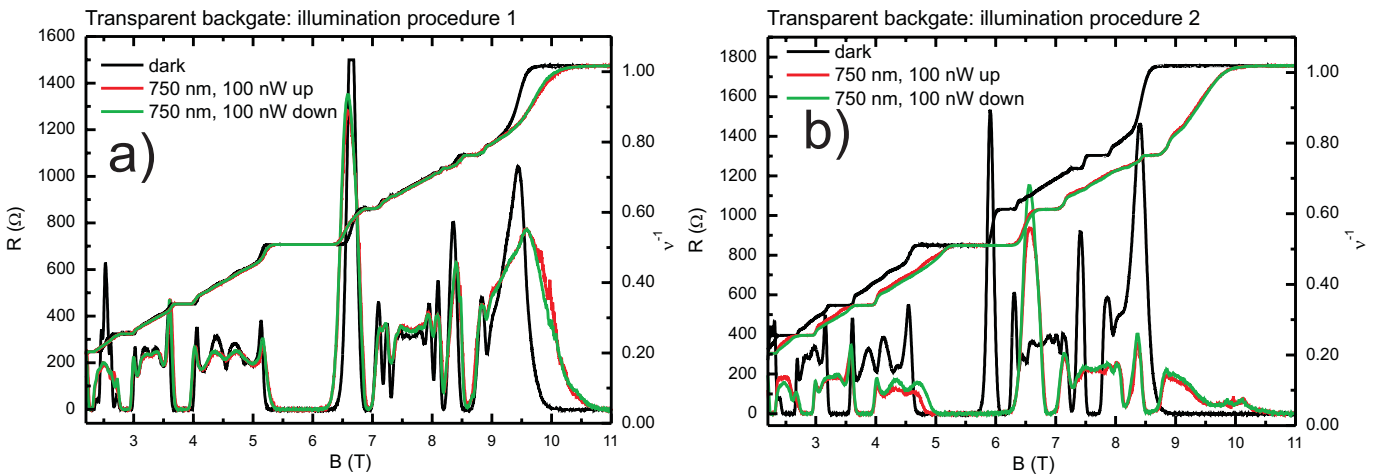 Transparent backgate: illumination procedure 1
dark
750 nm, 100 nW up
750 nm, 100 nW down
a)
1600
1400
1200
1000
800
600
400
200
0
R (Ω)
1.00
0.80
0.60
0.40
0.20
0.00
ν⁻¹
3 4 5 6 7 8 9 10 11
B (T)
Transparent backgate: illumination procedure 2
dark
750 nm, 100 nW up
750 nm, 100 nW down
b)
1800
1600
1400
1200
1000
800
600
400
200
0
R (Ω)
1.00
0.80
0.60
0.40
0.20
0.00
ν⁻¹
3 4 5 6 7 8 9 10 11
B (T)